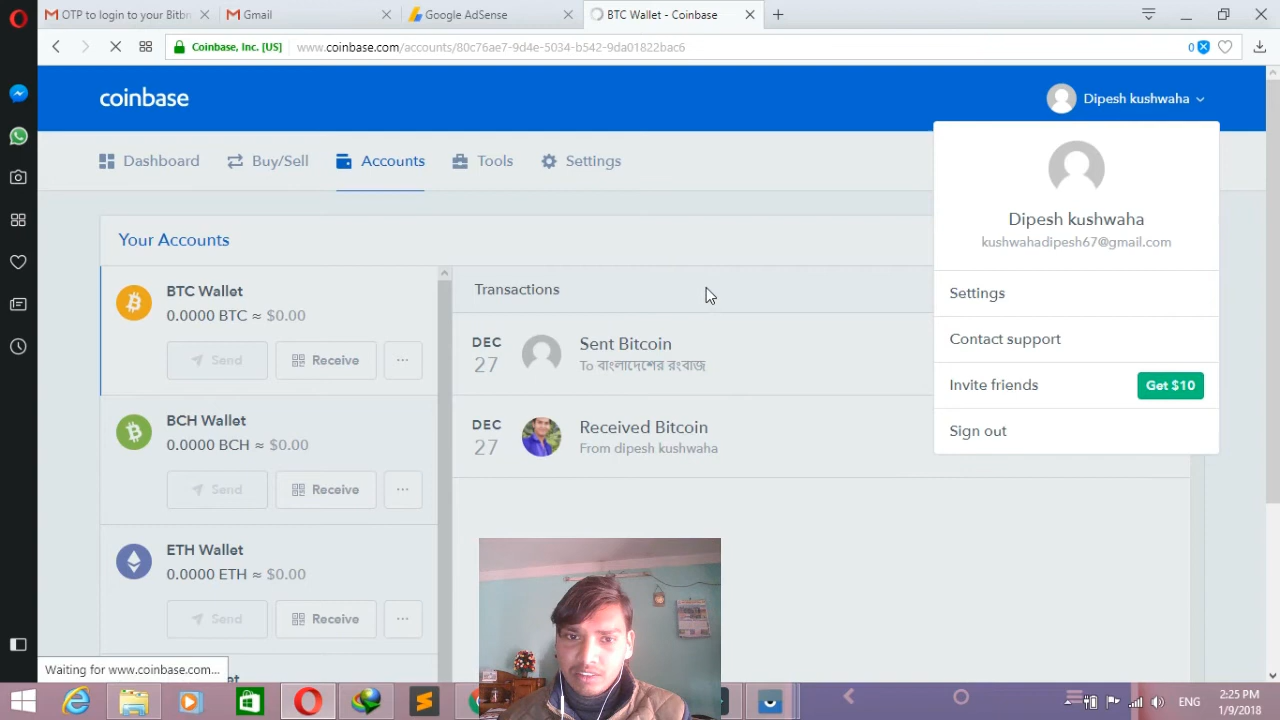 OTP to login to your Bitbn
Gmail
Google AdSense
BTC Wallet - Coinbase
Coinbase, Inc. [US]
www.coinbase.com/accounts/80c76ae7-9d4e-5034-b542-9da01822bac6
0
coinbase
Dipesh kushwaha
Dashboard
Buy/Sell
Accounts
Tools
Settings
Dipesh kushwaha
kushwahadipesh67@gmail.com
Settings
Contact support
Invite friends
Get $10
Sign out
Your Accounts
BTC Wallet
0.0000 BTC ≈ $0.00
Send
Receive
...
BCH Wallet
0.0000 BCH ≈ $0.00
Send
Receive
...
ETH Wallet
0.0000 ETH ≈ $0.00
Send
Receive
...
Transactions
DEC
27
Sent Bitcoin
To বাংলাদেশের রংবাজ
DEC
27
Received Bitcoin
From dipesh kushwaha
Waiting for www.coinbase.com...
ENG
2:25 PM
1/9/2018